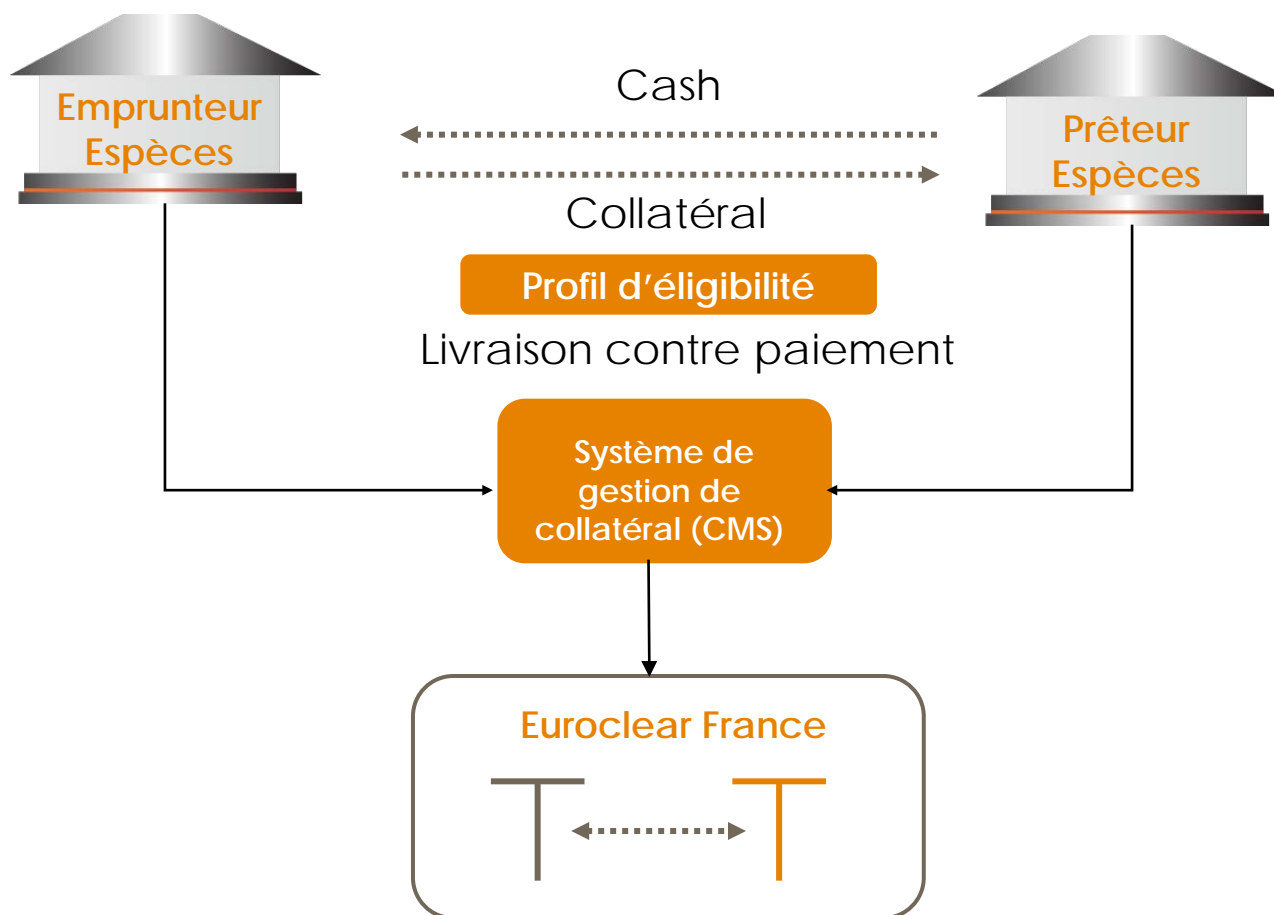 Emprunteur
Espèces
Cash
Prêteur
Espèces
Collatéral
Profil d’éligibilité
Livraison contre paiement
Système de
gestion de
collatéral (CMS)
Euroclear France